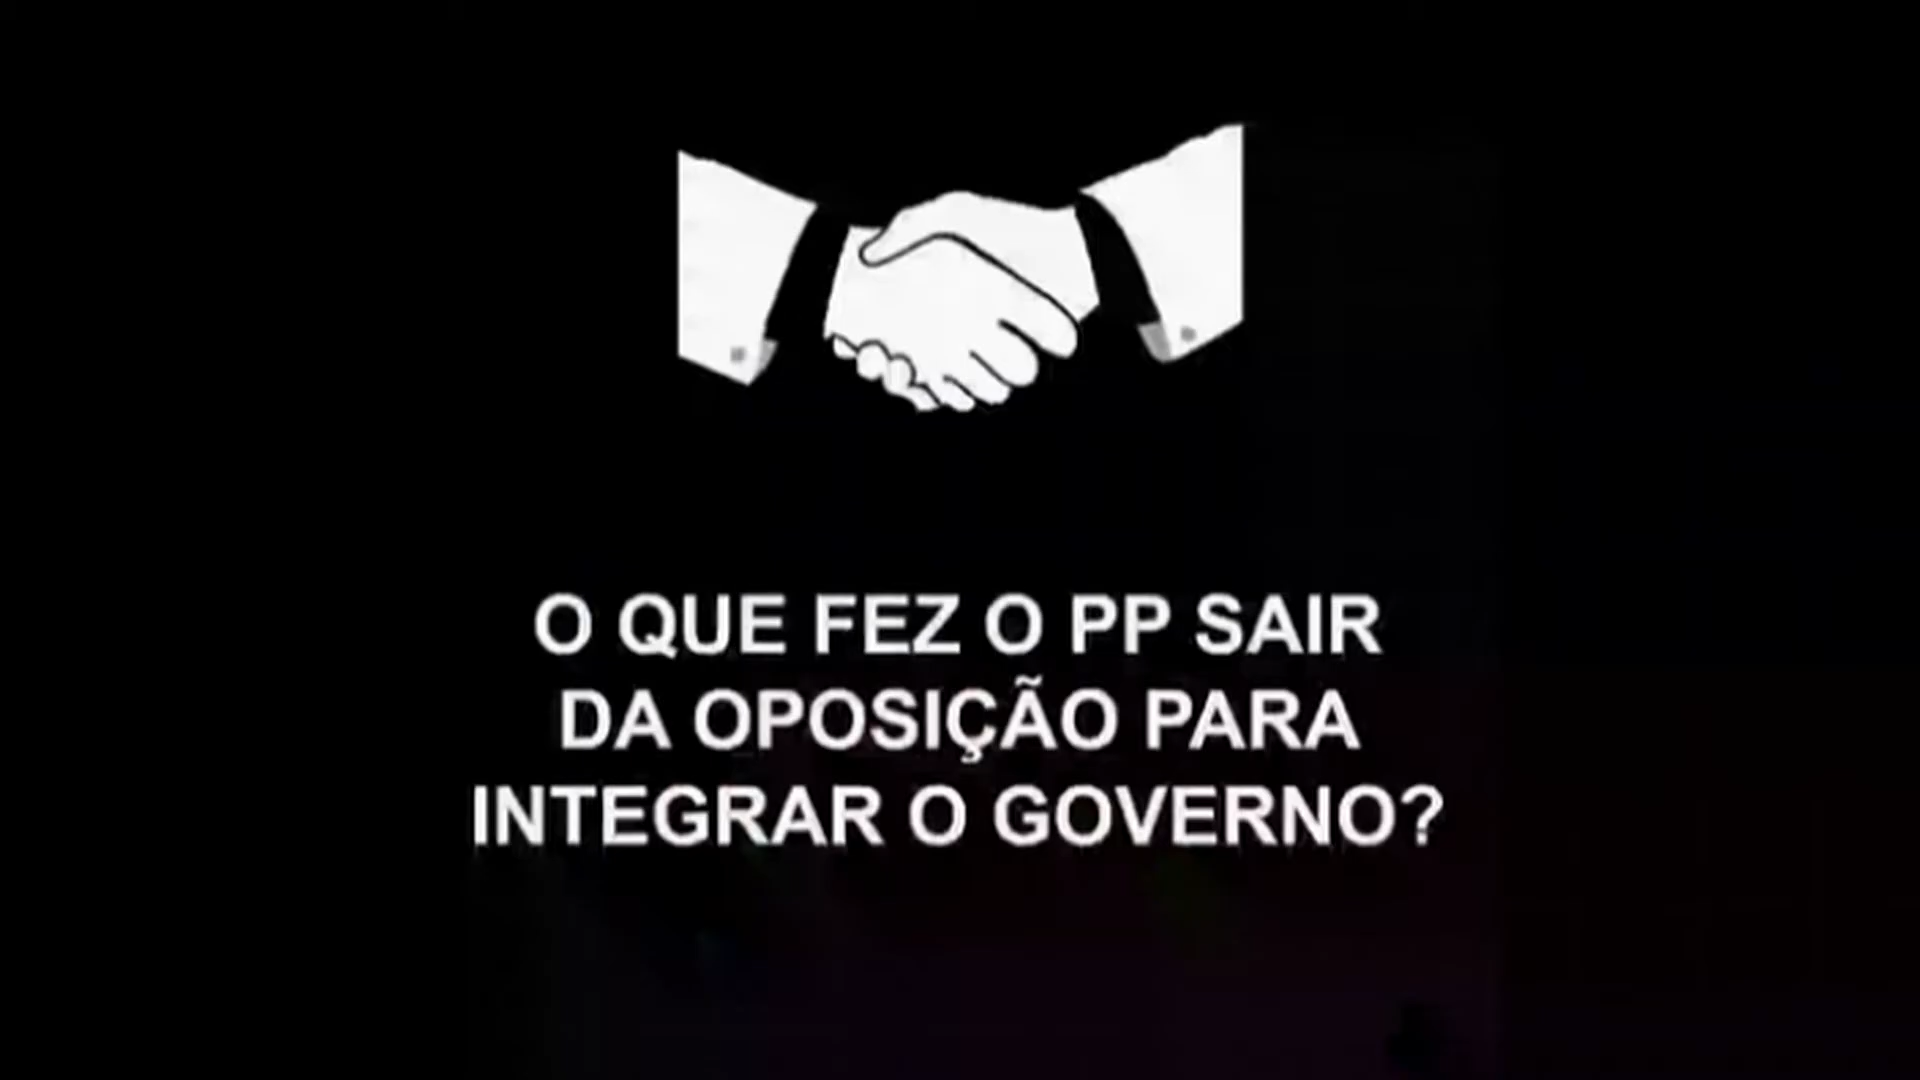 O QUE FEZ O PP SAIR
DA OPOSIÇÃO PARA
INTEGRAR O GOVERNO?